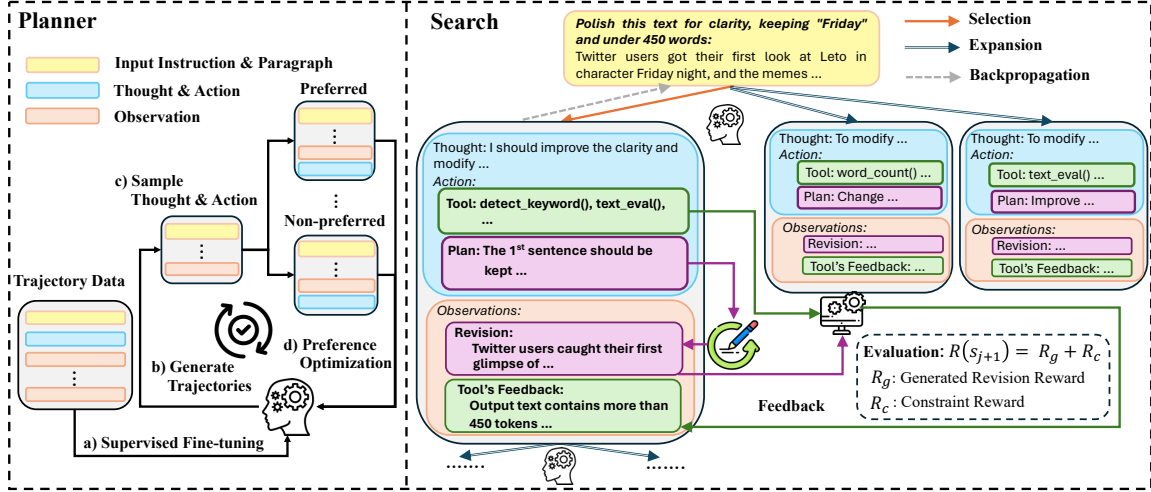 Planner
Input Instruction & Paragraph
Thought & Action
Observation
Preferred
⋮
c) Sample
Thought & Action
⋮
Non-preferred
⋮
⋮
Trajectory Data
⋮
b) Generate
Trajectories
d) Preference
Optimization
a) Supervised Fine-tuning
Search
Polish this text for clarity, keeping "Friday"
and under 450 words:
Twitter users got their first look at Leto in
character Friday night, and the memes ...
Selection
Expansion
Backpropagation
Thought: I should improve the clarity and
modify ...
Action:
Tool: detect_keyword(), text_eval(),
...
Plan: The 1st sentence should be
kept ...
Observations:
Revision:
Twitter users caught their first
glimpse of ...
Tool's Feedback:
Output text contains more than
450 tokens ...
.......
.......
Thought: To modify ...
Action:
Tool: word_count() ...
Plan: Change ...
Observations:
Revision: ...
Tool's Feedback: ...
Thought: To modify ...
Action:
Tool: text_eval() ...
Plan: Improve ...
Observations:
Revision: ...
Tool's Feedback: ...
Feedback
Evaluation: R(s_{j+1}) = R_g + R_c
R_g: Generated Revision Reward
R_c: Constraint Reward